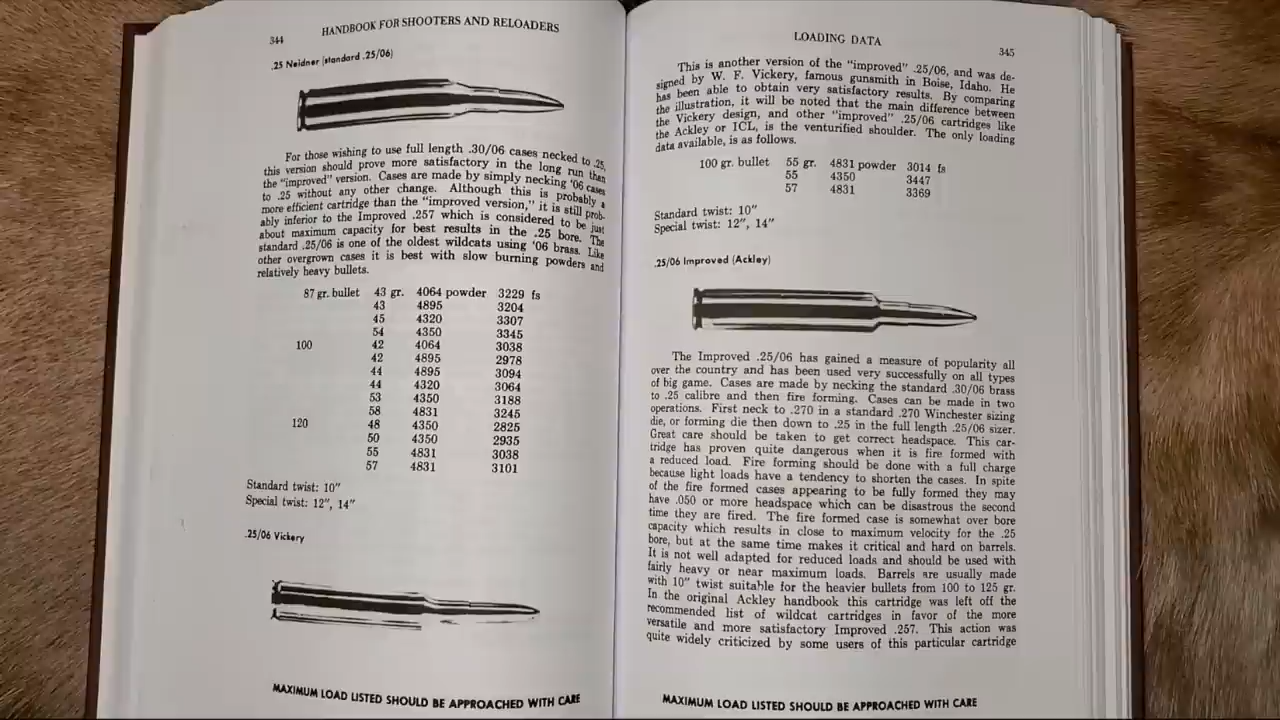 344
HANDBOOK FOR SHOOTERS AND RELOADERS
.25 Neidner (standard .25/06)
For those wishing to use full length .30/06 cases necked to .25,
this version should prove more satisfactory in the long run than
the "improved" version. Cases are made by simply necking '06 cases
to .25 without any other change. Although this is probably a
more efficient cartridge than the "improved version," it is still prob-
ably inferior to the Improved .257 which is considered to be just
about maximum capacity for best results in the .25 bore. The
standard .25/06 is one of the oldest wildcats using '06 brass. Like
other overgrown cases it is best with slow burning powders and
relatively heavy bullets.
87 gr. bullet 43 gr. 4064 powder 3229 fs
43 4895 3204
45 4320 3307
54 4350 3345
100 42 4064 3038
42 4895 2978
44 4895 3094
44 4320 3064
53 4350 3188
58 4831 3245
120 48 4350 2825
50 4350 2935
55 4831 3038
57 4831 3101
Standard twist: 10"
Special twist: 12", 14"
.25/06 Vickery
MAXIMUM LOAD LISTED SHOULD BE APPROACHED WITH CARE
LOADING DATA
345
This is another version of the "improved" .25/06, and was de-
signed by W. F. Vickery, famous gunsmith in Boise, Idaho. He
has been able to obtain very satisfactory results. By comparing
the illustration, it will be noted that the main difference between
the Vickery design, and other "improved" .25/06 cartridges like
the Ackley or ICL, is the venturified shoulder. The only loading
data available, is as follows.
100 gr. bullet 55 gr. 4831 powder 3014 fs
55 4350 3447
57 4831 3369
Standard twist: 10"
Special twist: 12", 14"
.25/06 Improved (Ackley)
The Improved .25/06 has gained a measure of popularity all
over the country and has been used very successfully on all types
of big game. Cases are made by necking the standard .30/06 brass
to .25 calibre and then fire forming. Cases can be made in two
operations. First neck to .270 in a standard .270 Winchester sizing
die, or forming die then down to .25 in the full length .25/06 sizer.
Great care should be taken to get correct headspace. This car-
tridge has proven quite dangerous when it is fire formed with
a reduced load. Fire forming should be done with a full charge
because light loads have a tendency to shorten the cases. In spite
of the fire formed cases appearing to be fully formed they may
have .050 or more headspace which can be disastrous the second
time they are fired. The fire formed case is somewhat over bore
capacity which results in close to maximum velocity for the .25
bore, but at the same time makes it critical and hard on barrels.
It is not well adapted for reduced loads and should be used with
fairly heavy or near maximum loads. Barrels are usually made
with 10" twist suitable for the heavier bullets from 100 to 125 gr.
In the original Ackley handbook this cartridge was left off the
recommended list of wildcat cartridges in favor of the more
versatile and more satisfactory Improved .257. This action was
quite widely criticized by some users of this particular cartridge
MAXIMUM LOAD LISTED SHOULD BE APPROACHED WITH CARE